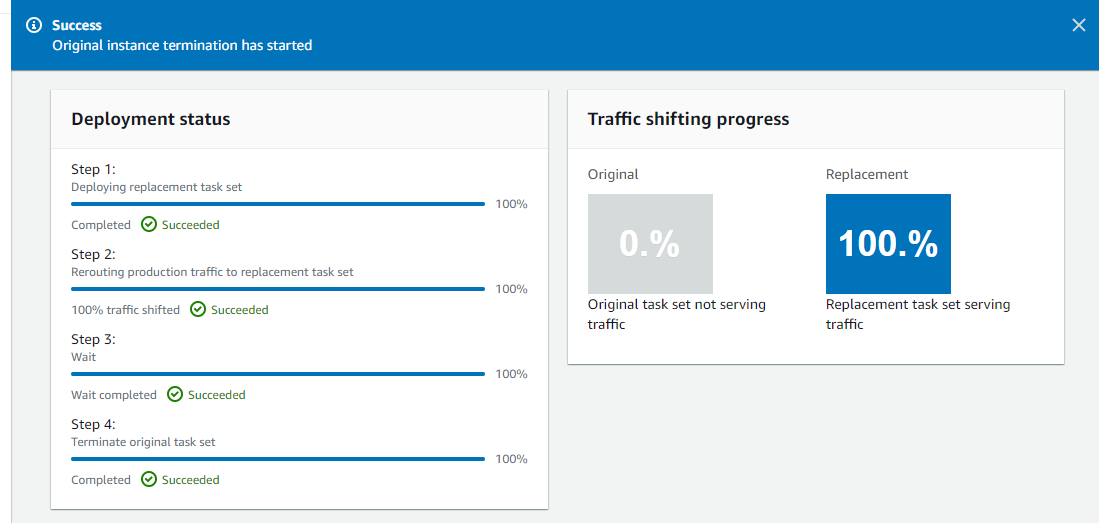 Success
Original instance termination has started
Deployment status
Step 1:
Deploying replacement task set
100%
Completed Succeeded
Step 2:
Rerouting production traffic to replacement task set
100%
100% traffic shifted Succeeded
Step 3:
Wait
100%
Wait completed Succeeded
Step 4:
Terminate original task set
100%
Completed Succeeded
Traffic shifting progress
Original
0.%
Original task set not serving
traffic
Replacement
100.%
Replacement task set serving
traffic